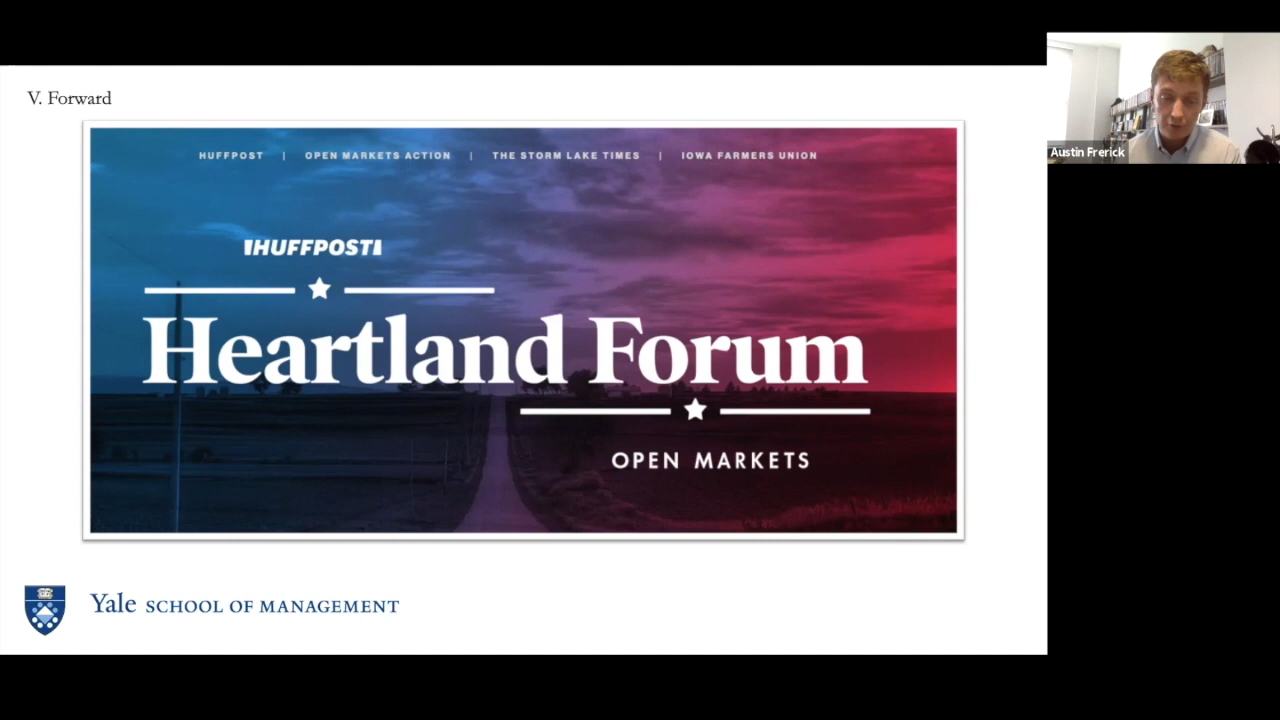 V. Forward
HUFFPOST | OPEN MARKETS ACTION | THE STORM LAKE TIMES | IOWA FARMERS UNION
HUFFPOST
Heartland Forum
OPEN MARKETS
Yale SCHOOL OF MANAGEMENT
Austin Frerick